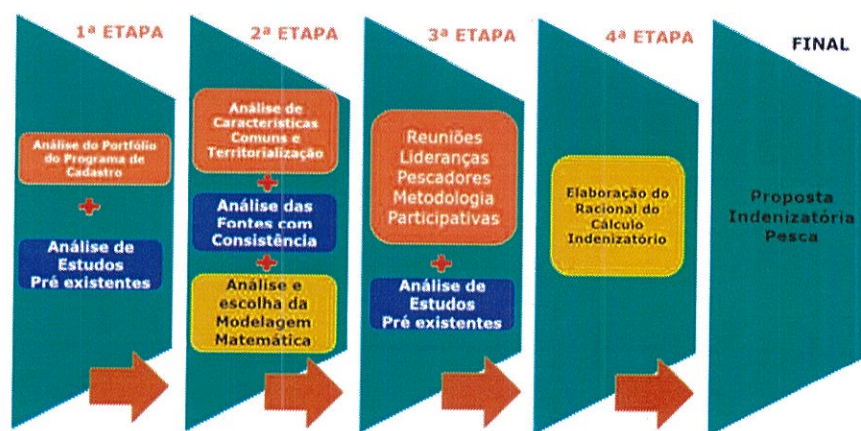 1ª ETAPA
Análise do Portfólio
do Programa de
Cadastro
+
Análise de
Estudos
Pré existentes
2ª ETAPA
Análise de
Características
Comuns e
Territorialização
+
Análise das
Fontes com
Consistência
+
Análise e
escolha da
Modelagem
Matemática
3ª ETAPA
Reuniões
Lideranças
Pescadores
Metodologia
Participativas
+
Análise de
Estudos
Pré existentes
4ª ETAPA
Elaboração do
Racional do
Cálculo
Indenizatório
FINAL
Proposta
Indenizatória
Pesca